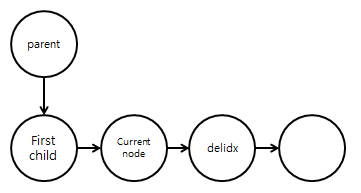 parent
First
child
Current
node
delidx